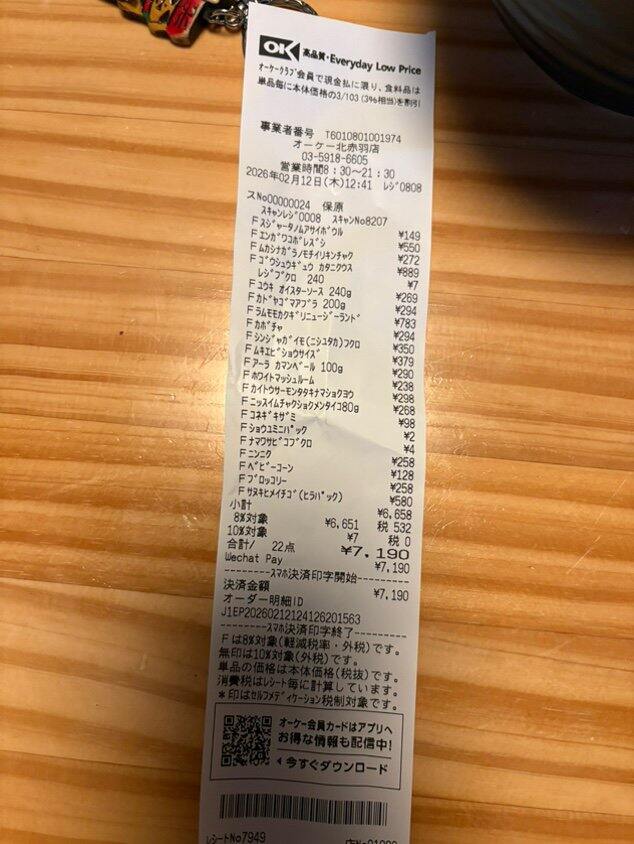 OK 高品質・Everyday Low Price
オーケークラブ会員で現金払に限り、食料品は
単品毎に本体価格の3/103 (3%相当)を割引
事業者番号 T6010801001974
オーケー北赤羽店
03-5918-6605
営業時間8:30～21:30
2026年02月12日(木)12:41 レジ0808
スNo00000024 保原
スキャンレジ0008 スキャンNo8207
Fスジャータノムアサイボウル ¥149
Fエンガワコボレズシ ¥550
Fムカシナガラノモチイリキンチャク ¥272
Fゴウシュウギュウ カタニクウス ¥889
レジブクロ 240 ¥7
Fユウキ オイスターソース 240g ¥269
Fカドヤゴマアブラ 200g ¥294
Fラムモモカクギリニュージーランド ¥783
Fカボチャ ¥294
Fシンジャガイモ(ニシユタカ)フクロ ¥350
Fムキエビショウサイズ ¥379
Fアーラ カマンベール 100g ¥290
Fホワイトマッシュルーム ¥238
Fカイトウサーモンタタキナマショクヨウ ¥298
Fニッスイムチャクショクメンタイコ80g ¥268
Fコネギキザミ ¥98
Fショウユミニパック ¥2
Fナマワサビコブクロ ¥4
Fニンニク ¥258
Fベビーコーン ¥128
Fブロッコリー ¥258
Fサヌキヒメイチゴ(ヒラパック) ¥580
小計 ¥6,658
8%対象 ¥6,651 税 532
10%対象 ¥7 税 0
合計/ 22点 ¥7,190
Wechat Pay ¥7,190
---------スマホ決済印字開始---------
決済金額 ¥7,190
オーダー明細ID
J1EP20260212124126201563
---------スマホ決済印字終了---------
Fは8%対象(軽減税率・外税)です。
無印は10%対象(外税)です。
単品の価格は本体価格(税抜)です。
消費税はレシート毎に計算しています。
*印はセルフメディケーション税制対象です。
オーケー会員カードはアプリへ
お得な情報も配信中!
今すぐダウンロード
レシートNo7949